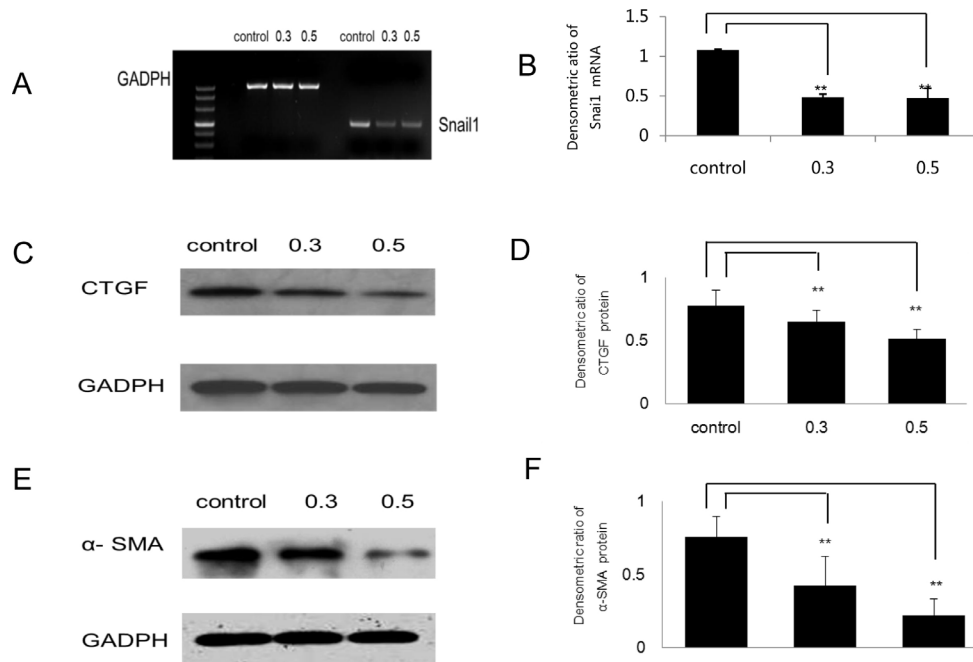 A
control 0.3 0.5 control 0.3 0.5
GADPH
Snail1
B
Densometric atio of
Snai1 mRNA
1.5
1
0.5
0
**
**
control 0.3 0.5
C
control 0.3 0.5
CTGF
GADPH
D
Densometric atio of
CTGF protein
1
0.5
0
**
**
control 0.3 0.5
E
control 0.3 0.5
α- SMA
GADPH
F
Densometric ratio of
α-SMA protein
1
0.5
0
**
**